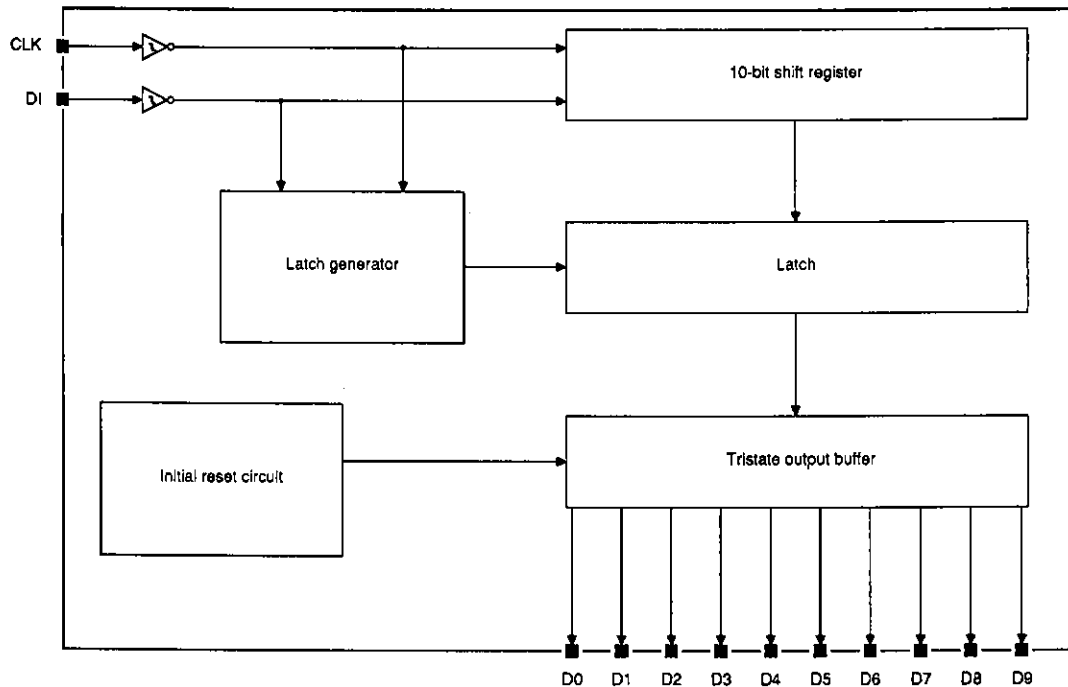 CLK
DI
10-bit shift register
Latch generator
Latch
Initial reset circuit
Tristate output buffer
D0 D1 D2 D3 D4 D5 D6 D7 D8 D9